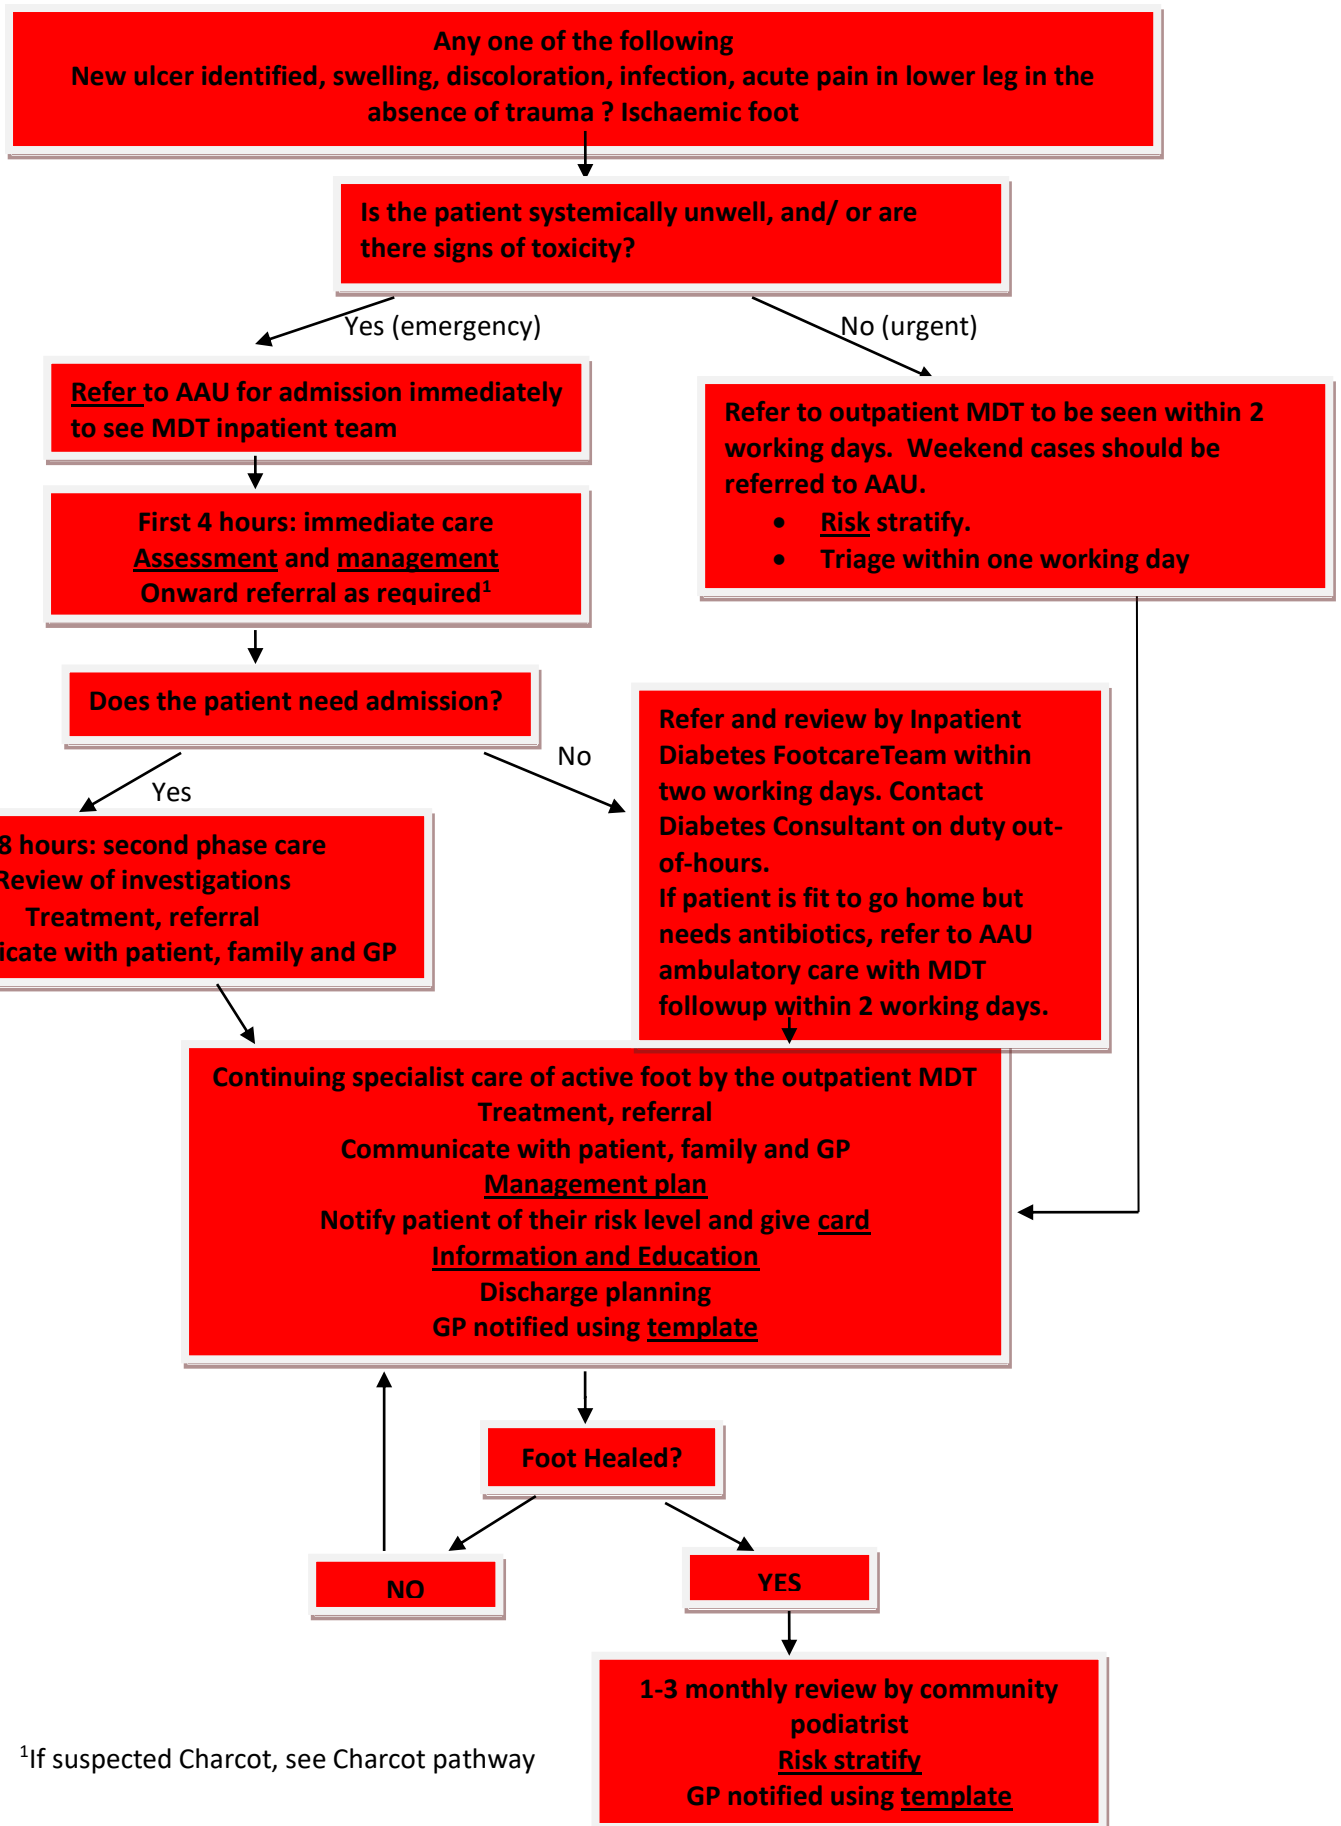 Any one of the following
New ulcer identified, swelling, discoloration, infection, acute pain in lower leg in the
absence of trauma ? Ischaemic foot
Is the patient systemically unwell, and/ or are
there signs of toxicity?
Yes (emergency)
No (urgent)
Refer to AAU for admission immediately
to see MDT inpatient team
Refer to outpatient MDT to be seen within 2
working days. Weekend cases should be
referred to AAU.
• Risk stratify.
• Triage within one working day
First 4 hours: immediate care
Assessment and management
Onward referral as required1
Does the patient need admission?
Yes
No
Refer and review by Inpatient
Diabetes FootcareTeam within
two working days. Contact
Diabetes Consultant on duty out-
of-hours.
If patient is fit to go home but
needs antibiotics, refer to AAU
ambulatory care with MDT
followup within 2 working days.
8 hours: second phase care
Review of investigations
Treatment, referral
icate with patient, family and GP
Continuing specialist care of active foot by the outpatient MDT
Treatment, referral
Communicate with patient, family and GP
Management plan
Notify patient of their risk level and give card
Information and Education
Discharge planning
GP notified using template
Foot Healed?
NO
YES
1-3 monthly review by community
podiatrist
Risk stratify
GP notified using template
1If suspected Charcot, see Charcot pathway